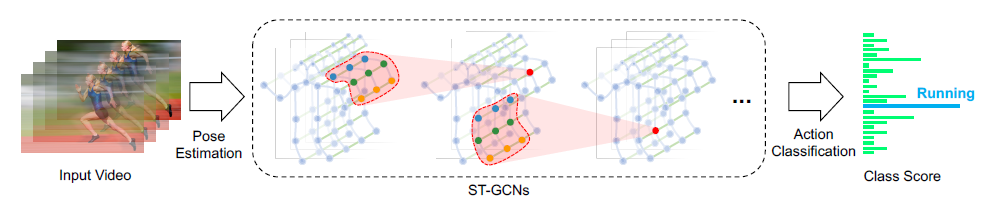 Input Video
Pose
Estimation
...
ST-GCNs
Action
Classification
Running
Class Score